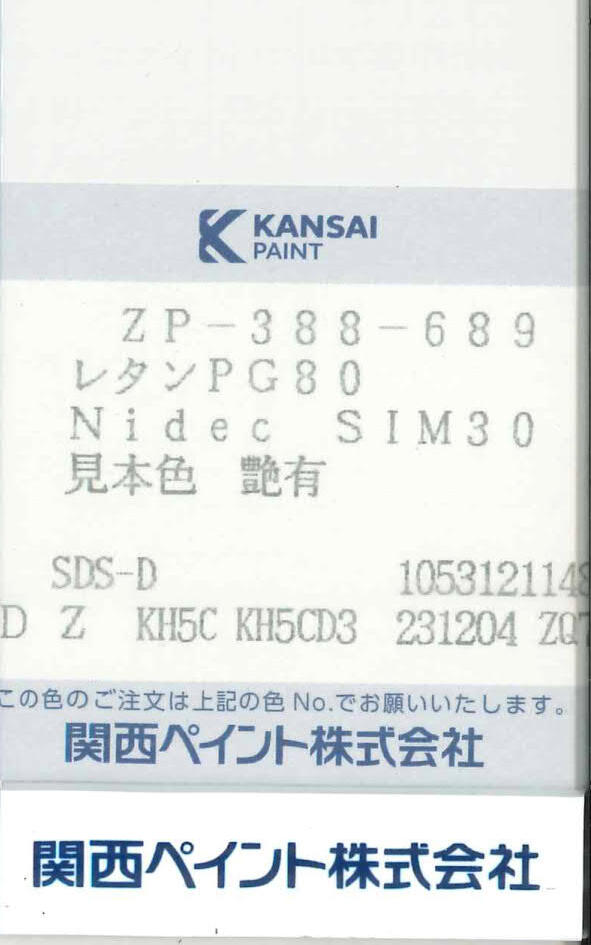 KANSAI
PAINT
ZP-388-689
レタンPG80
Nidec SIM30
見本色 艶有
SDS-D 1053121148
D Z KH5C KH5CD3 231204 ZQ7
この色のご注文は上記の色 No.でお願いいたします。
関西ペイント株式会社
関西ペイント株式会社